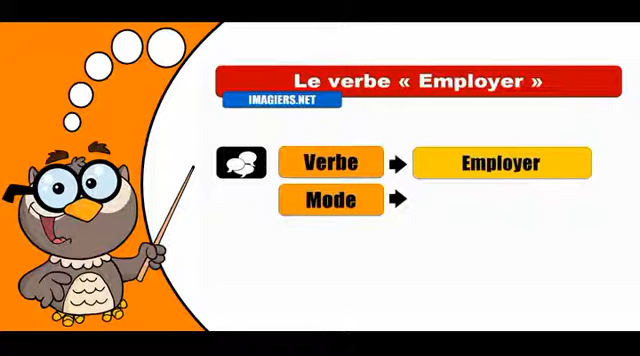 Le verbe « Employer »
IMAGIERS.NET
Verbe
Employer
Mode